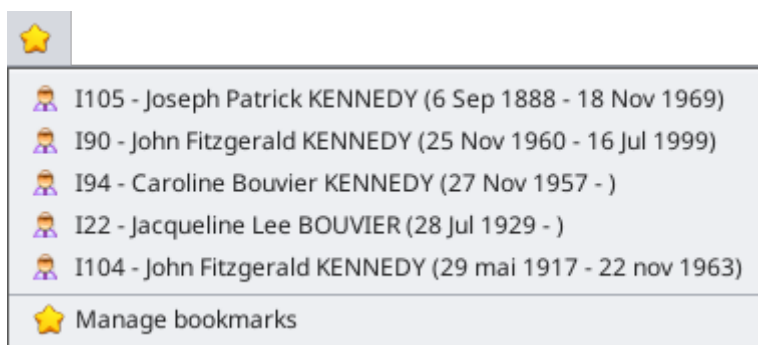 I105 - Joseph Patrick KENNEDY (6 Sep 1888 - 18 Nov 1969)
I90 - John Fitzgerald KENNEDY (25 Nov 1960 - 16 Jul 1999)
I94 - Caroline Bouvier KENNEDY (27 Nov 1957 - )
I22 - Jacqueline Lee BOUVIER (28 Jul 1929 - )
I104 - John Fitzgerald KENNEDY (29 mai 1917 - 22 nov 1963)
Manage bookmarks